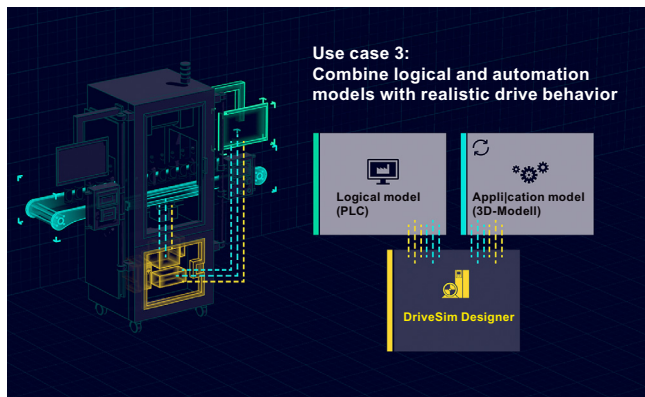 Use case 3:
Combine logical and automation
models with realistic drive behavior
Logical model
(PLC)
Appli|cation model
(3D-Modell)
DriveSim Designer